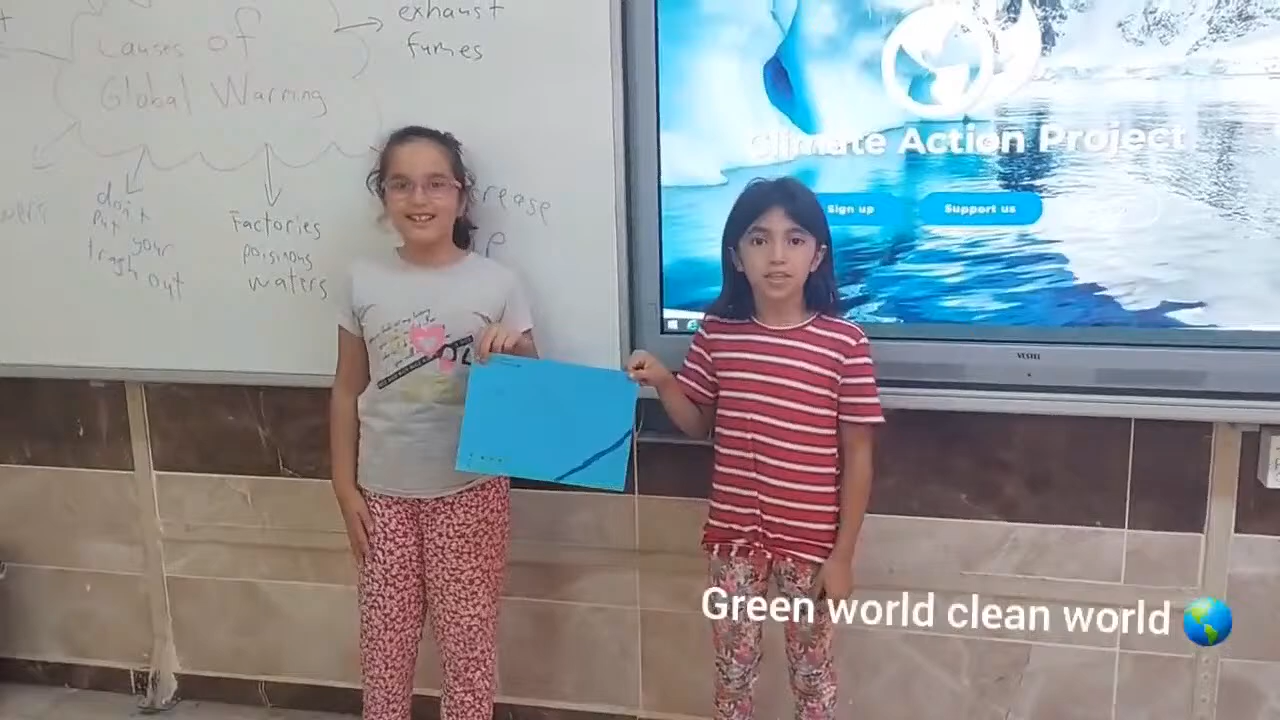 exhaust
fumes
Causes of
Global Warming
don't
put your
trash out
Factories
poisinous
waters
Climate Action Project
Sign up
Support us
VESTEL
Green world clean world